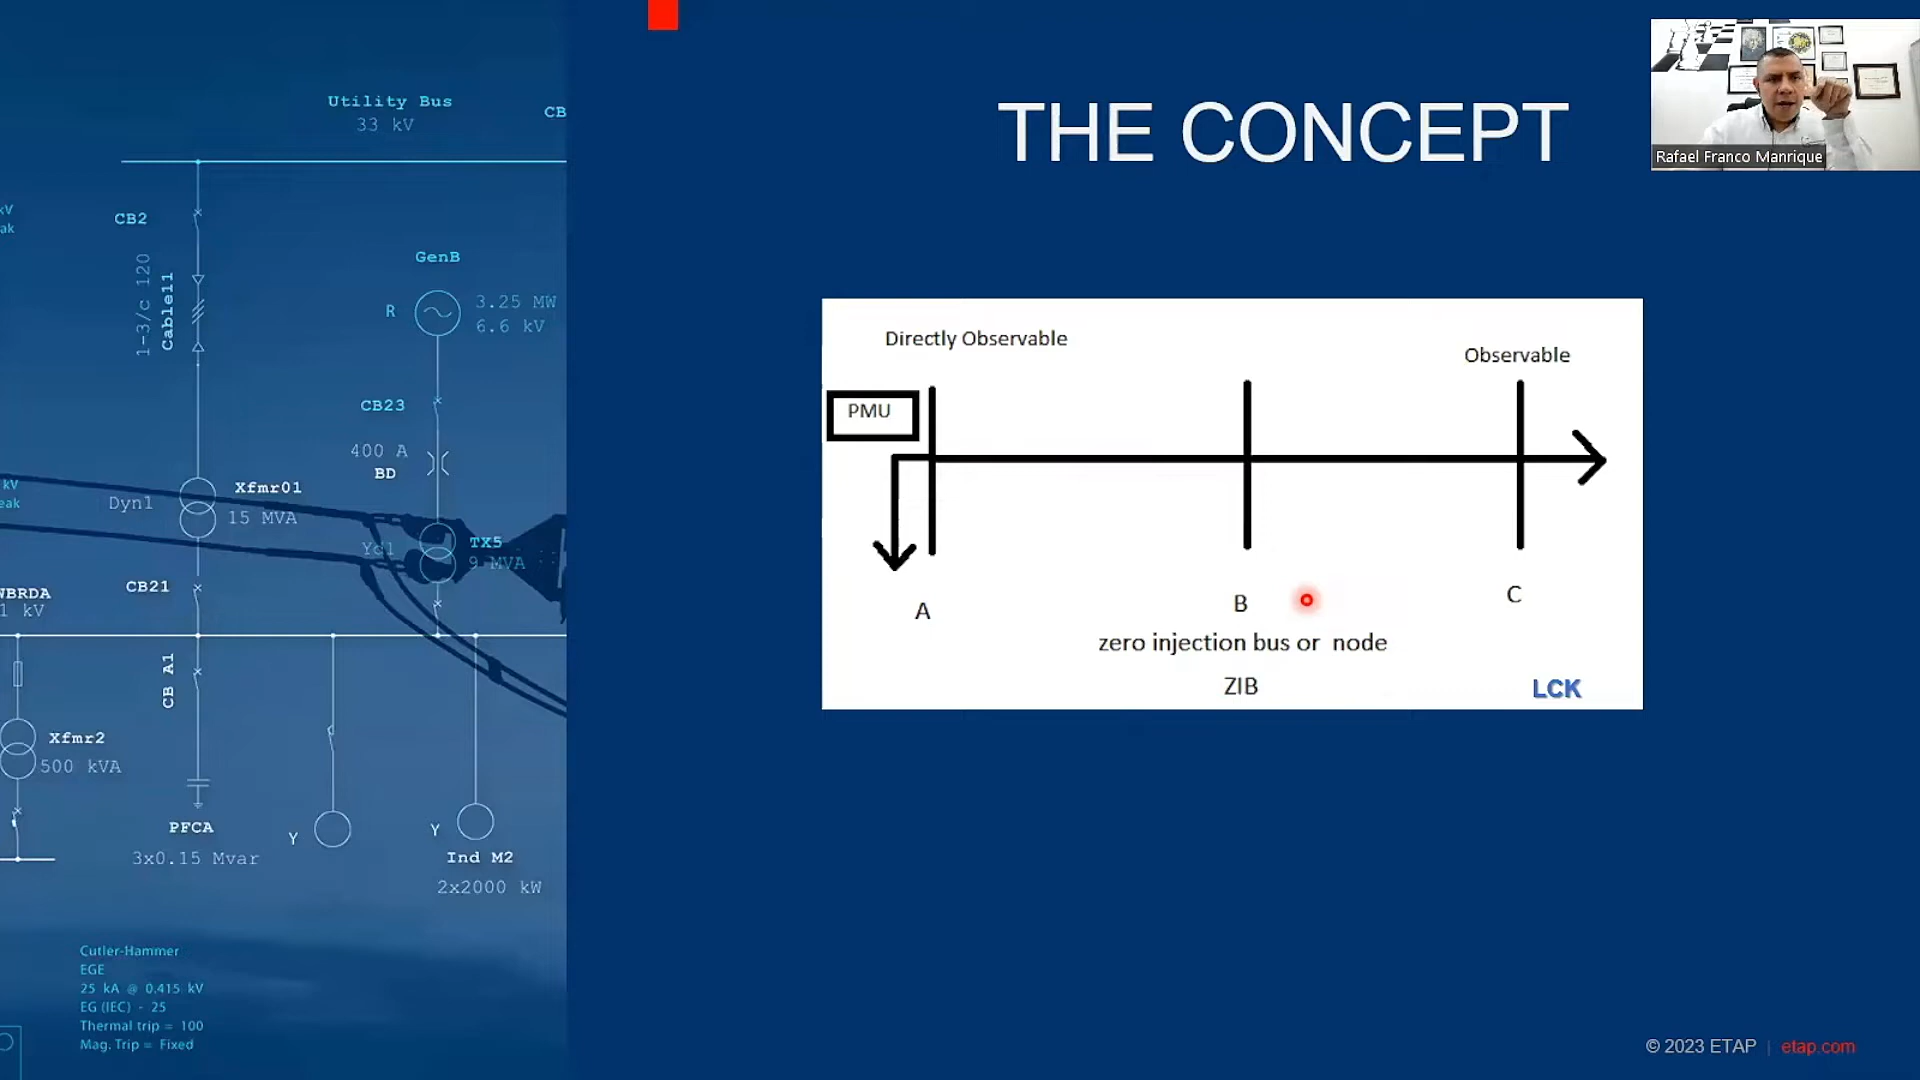 Utility Bus
33 kV
CB
kV
ak
CB2
1-3/c 120
Cable11
GenB
R
3.25 MW
6.6 kV
CB23
400 A
BD
kV
eak
Dyn1
Xfmr01
15 MVA
Yd1
TX5
9 MVA
CB21
WBRDA
1 kV
CB A1
Xfmr2
500 kVA
PFCA
3x0.15 Mvar
Y
Y
Ind M2
2x2000 kW
Cutler-Hammer
EGE
25 kA @ 0.415 kV
EG (IEC) - 25
Thermal trip = 100
Mag. Trip = Fixed
THE CONCEPT
Rafael Franco Manrique
Directly Observable
Observable
PMU
A
B
C
zero injection bus or node
ZIB
LCK
© 2023 ETAP | etap.com